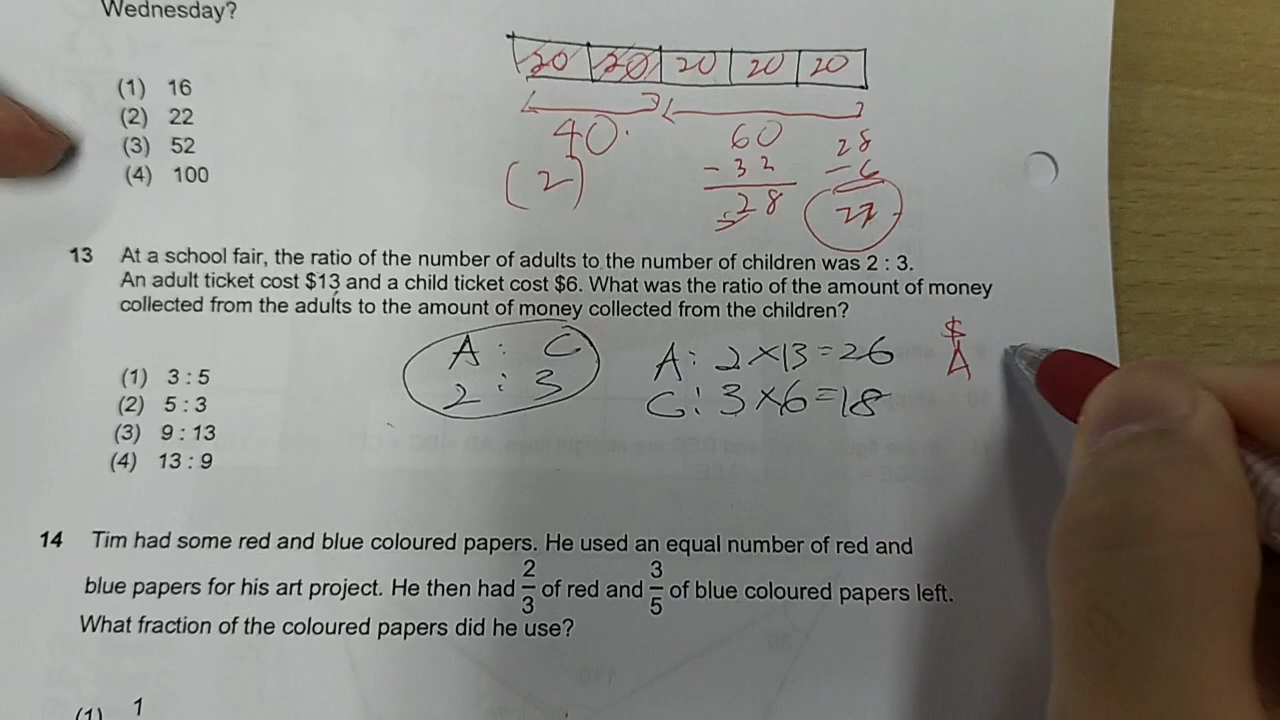 Wednesday?
20 20 20 20 20
(1) 16
(2) 22
(3) 52
(4) 100
40.
(2)
60
- 32
28
28
- 6
22
13 At a school fair, the ratio of the number of adults to the number of children was 2 : 3.
An adult ticket cost $13 and a child ticket cost $6. What was the ratio of the amount of money
collected from the adults to the amount of money collected from the children?
A : C
2 : 3
A: 2×13=26
C: 3×6=18
$
A
(1) 3 : 5
(2) 5 : 3
(3) 9 : 13
(4) 13 : 9
14 Tim had some red and blue coloured papers. He used an equal number of red and
blue papers for his art project. He then had 2/3 of red and 3/5 of blue coloured papers left.
What fraction of the coloured papers did he use?
(1) 1